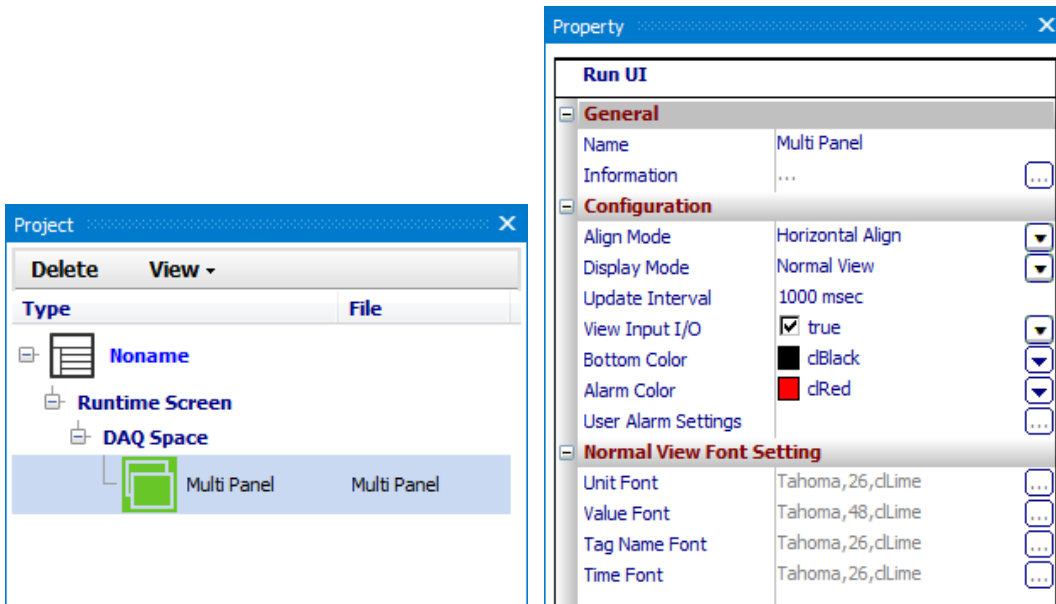 Project
Delete View
Type File
Noname
Runtime Screen
DAQ Space
Multi Panel Multi Panel
Property
Run UI
General
Name Multi Panel
Information ...
Configuration
Align Mode Horizontal Align
Display Mode Normal View
Update Interval 1000 msec
View Input I/O true
Bottom Color clBlack
Alarm Color clRed
User Alarm Settings
Normal View Font Setting
Unit Font Tahoma,26,clLime
Value Font Tahoma,48,clLime
Tag Name Font Tahoma,26,clLime
Time Font Tahoma,26,clLime